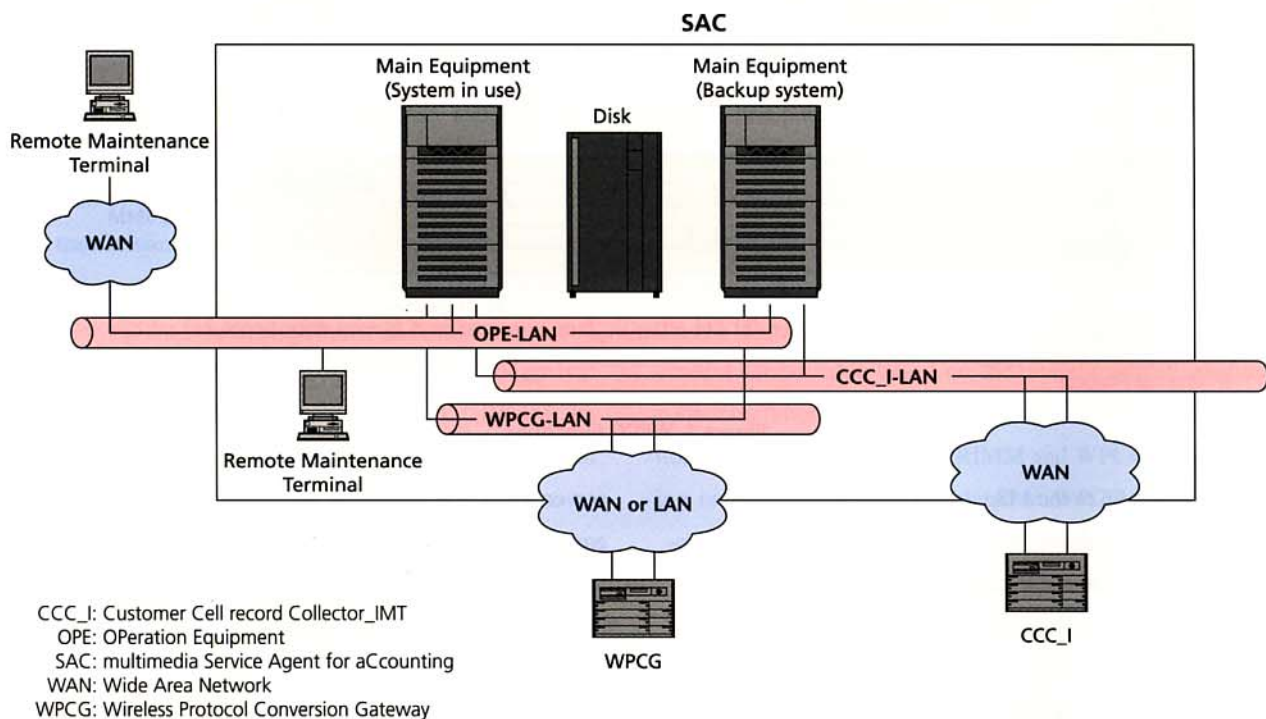 SAC
Main Equipment
(System in use)
Main Equipment
(Backup system)
Disk
Remote Maintenance
Terminal
WAN
OPE-LAN
CCC_I-LAN
WPCG-LAN
Remote Maintenance
Terminal
WAN or LAN
WAN
WPCG
CCC_I
CCC_I: Customer Cell record Collector_IMT
OPE: OPeration Equipment
SAC: multimedia Service Agent for aCcounting
WAN: Wide Area Network
WPCG: Wireless Protocol Conversion Gateway